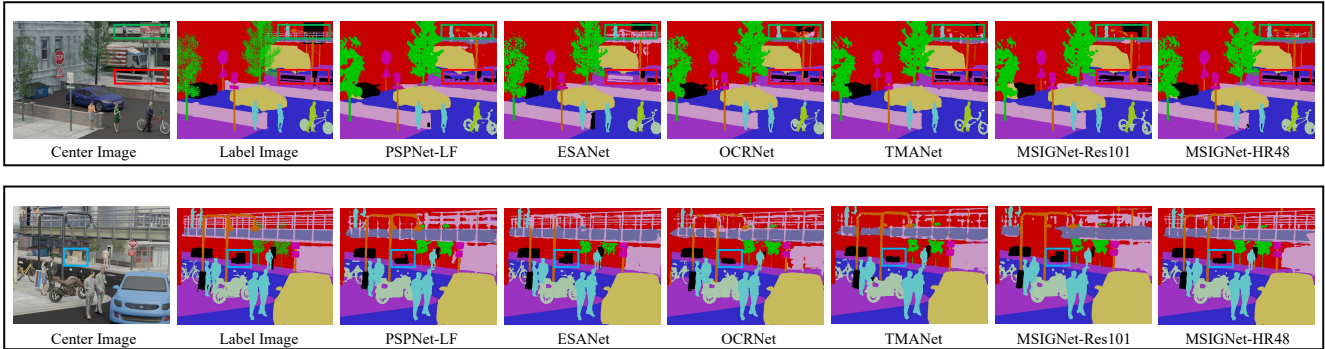 STOP
Center Image Label Image PSPNet-LF ESANet OCRNet TMANet MSIGNet-Res101 MSIGNet-HR48
Center Image Label Image PSPNet-LF ESANet OCRNet TMANet MSIGNet-Res101 MSIGNet-HR48